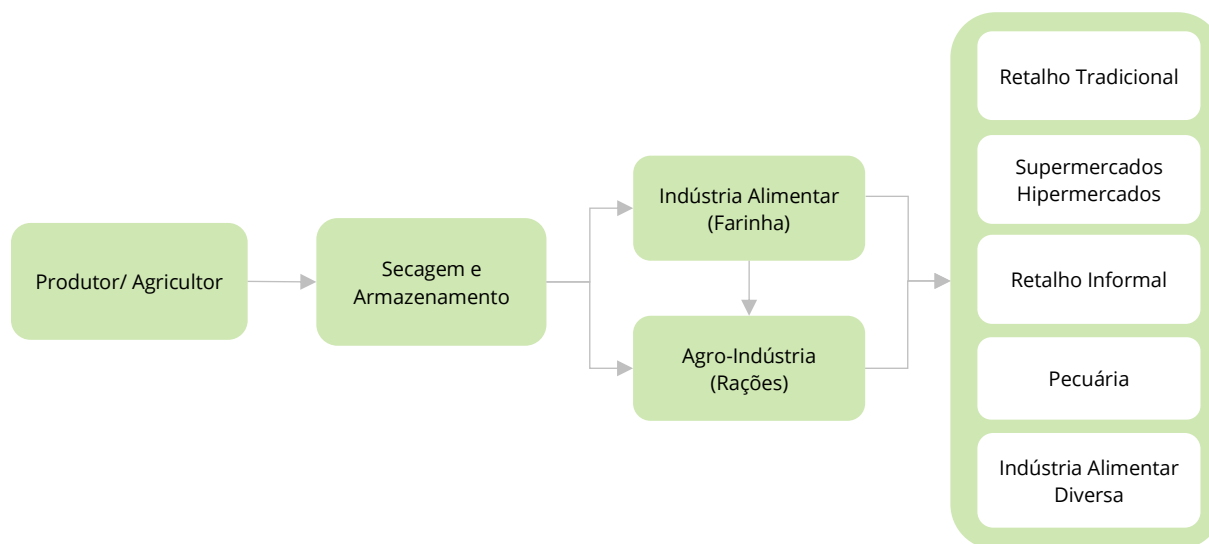 Produtor/ Agricultor
Secagem e
Armazenamento
Indústria Alimentar
(Farinha)
Agro-Indústria
(Rações)
Retalho Tradicional
Supermercados
Hipermercados
Retalho Informal
Pecuária
Indústria Alimentar
Diversa